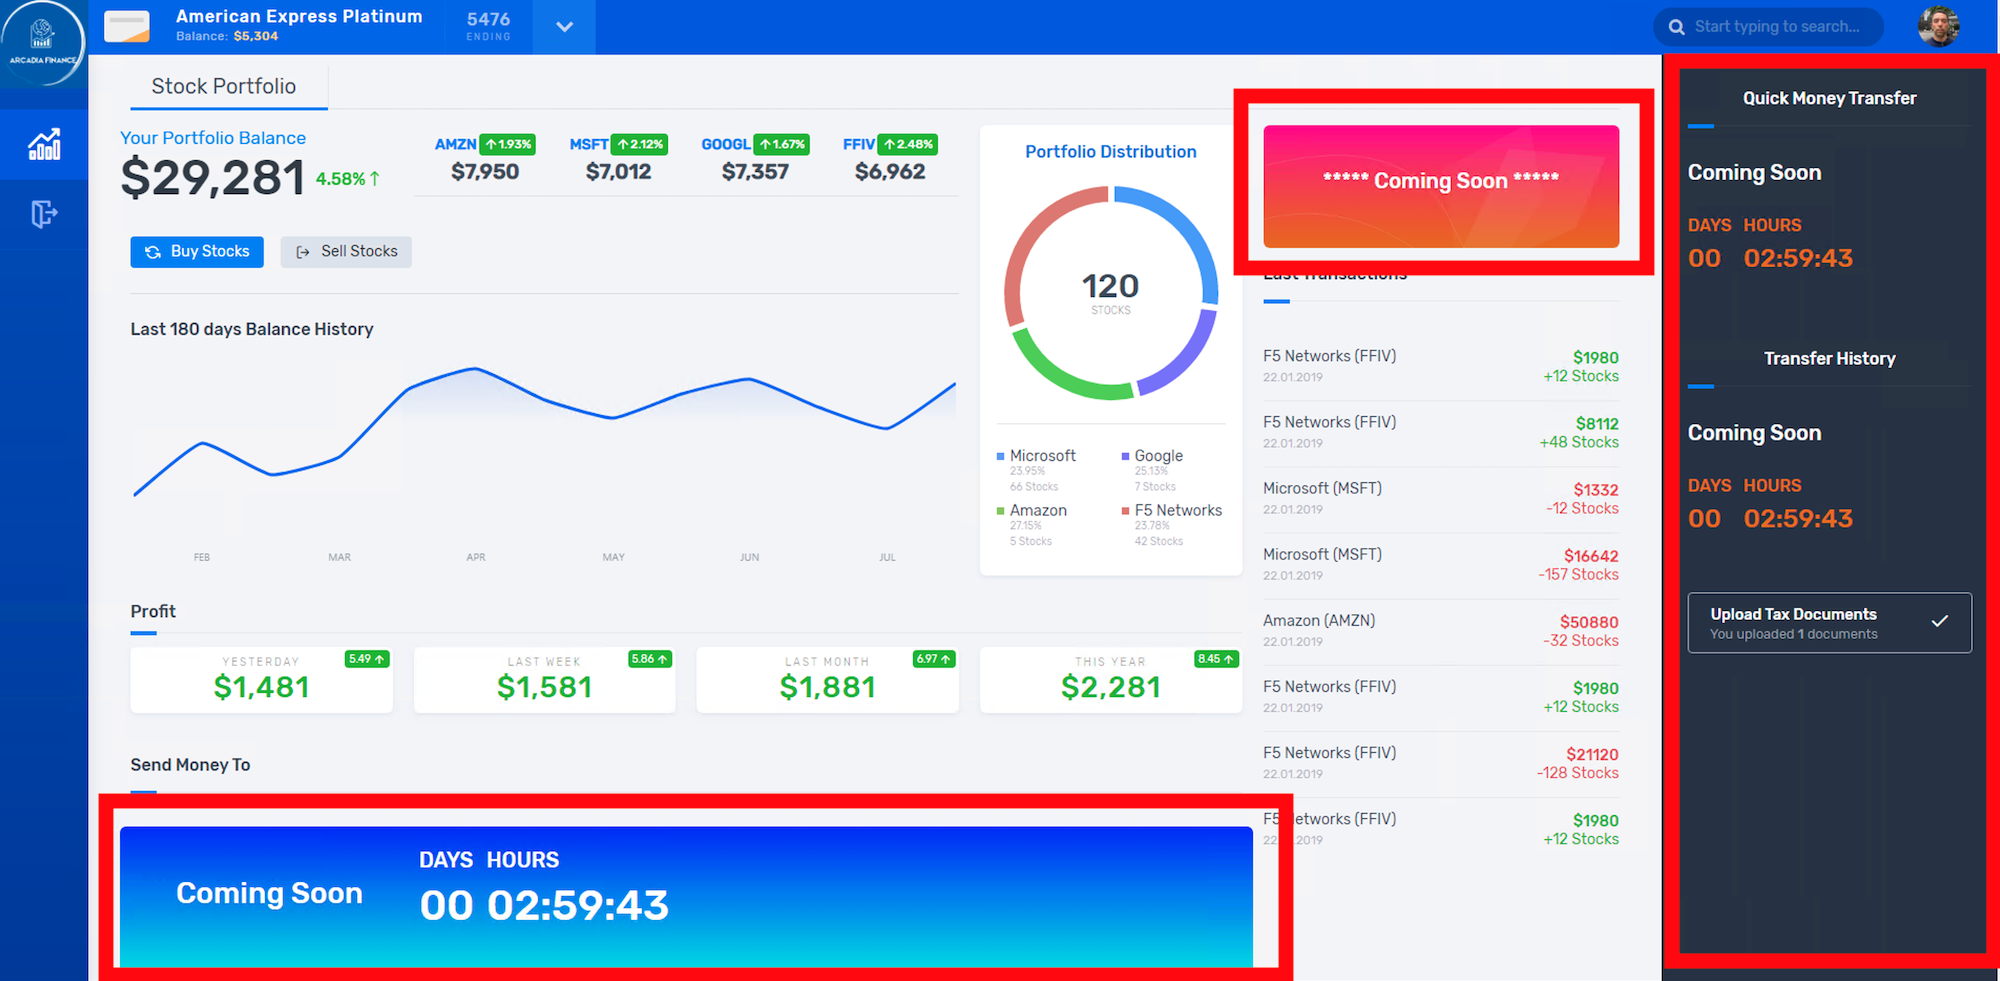 ARCADIA FINANCE
American Express Platinum
Balance: $5,304
5476
ENDING
Start typing to search...
Stock Portfolio
Your Portfolio Balance
$29,281 4.58%↑
AMZN ↑1.93%
$7,950
MSFT ↑2.12%
$7,012
GOOGL ↑1.67%
$7,357
FFIV ↑2.48%
$6,962
Buy Stocks
Sell Stocks
Last 180 days Balance History
FEB MAR APR MAY JUN JUL
Portfolio Distribution
120
STOCKS
Microsoft
23.95%
66 Stocks
Google
25.13%
7 Stocks
Amazon
27.15%
5 Stocks
F5 Networks
23.78%
42 Stocks
Profit
YESTERDAY 5.49 ↑
$1,481
LAST WEEK 5.86 ↑
$1,581
LAST MONTH 6.97 ↑
$1,881
THIS YEAR 8.45 ↑
$2,281
Send Money To
Coming Soon
DAYS HOURS
00 02:59:43
***** Coming Soon *****
Last Transactions
F5 Networks (FFIV) $1980
22.01.2019 +12 Stocks
F5 Networks (FFIV) $8112
22.01.2019 +48 Stocks
Microsoft (MSFT) $1332
22.01.2019 -12 Stocks
Microsoft (MSFT) $16642
22.01.2019 -157 Stocks
Amazon (AMZN) $50880
22.01.2019 -32 Stocks
F5 Networks (FFIV) $1980
22.01.2019 +12 Stocks
F5 Networks (FFIV) $21120
22.01.2019 -128 Stocks
F5 Networks (FFIV) $1980
.2019 +12 Stocks
Quick Money Transfer
Coming Soon
DAYS HOURS
00 02:59:43
Transfer History
Coming Soon
DAYS HOURS
00 02:59:43
Upload Tax Documents
You uploaded 1 documents